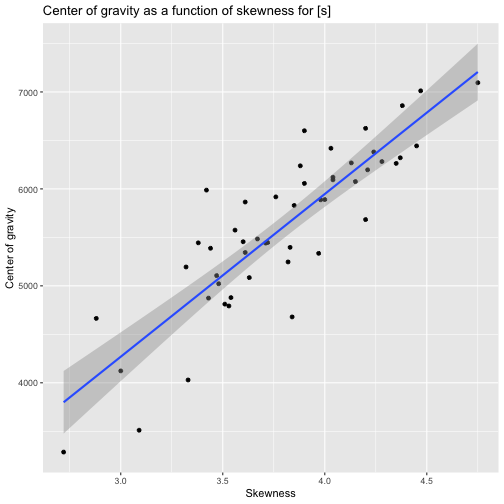 Center of gravity as a function of skewness for [s]
Center of gravity
7000
6000
5000
4000
3.0 3.5 4.0 4.5
Skewness